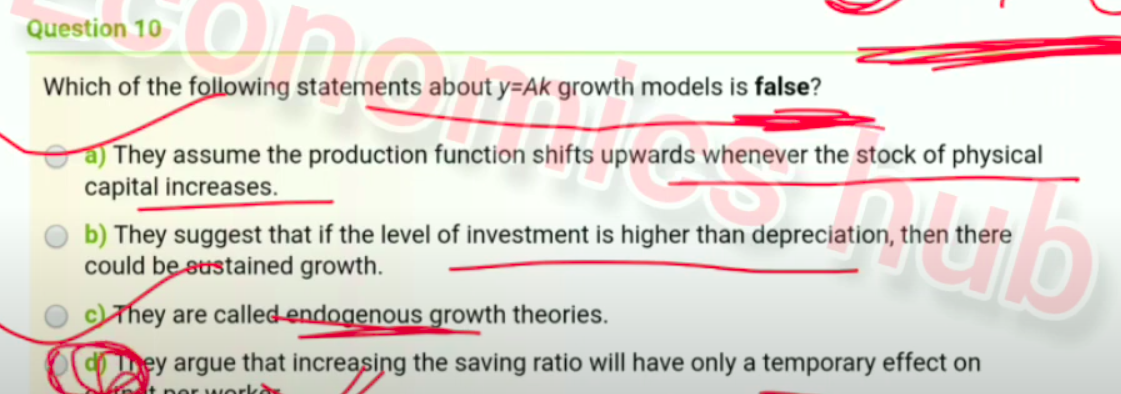 Question 10
Which of the following statements about y=Ak growth models is false?
a) They assume the production function shifts upwards whenever the stock of physical
capital increases.
b) They suggest that if the level of investment is higher than depreciation, then there
could be sustained growth.
c) They are called endogenous growth theories.
d) They argue that increasing the saving ratio will have only a temporary effect on
per worker
Economics hub